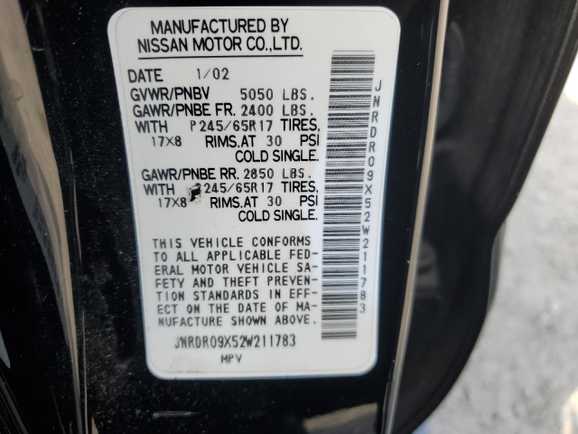 MANUFACTURED BY
NISSAN MOTOR CO.,LTD.
DATE 1/02
GVWR/PNBV 5050 LBS.
GAWR/PNBE FR. 2400 LBS.
WITH P245/65R17 TIRES,
17X8 RIMS,AT 30 PSI
COLD SINGLE.
GAWR/PNBE RR. 2850 LBS.
WITH 245/65R17 TIRES,
17X8 RIMS,AT 30 PSI
COLD SINGLE.
THIS VEHICLE CONFORMS
TO ALL APPLICABLE FED-
ERAL MOTOR VEHICLE SA-
FETY AND THEFT PREVEN-
TION STANDARDS IN EFF-
ECT ON THE DATE OF MA-
NUFACTURE SHOWN ABOVE.
JNRDR09X52W211783
MPV
JNRDR09X52W211783